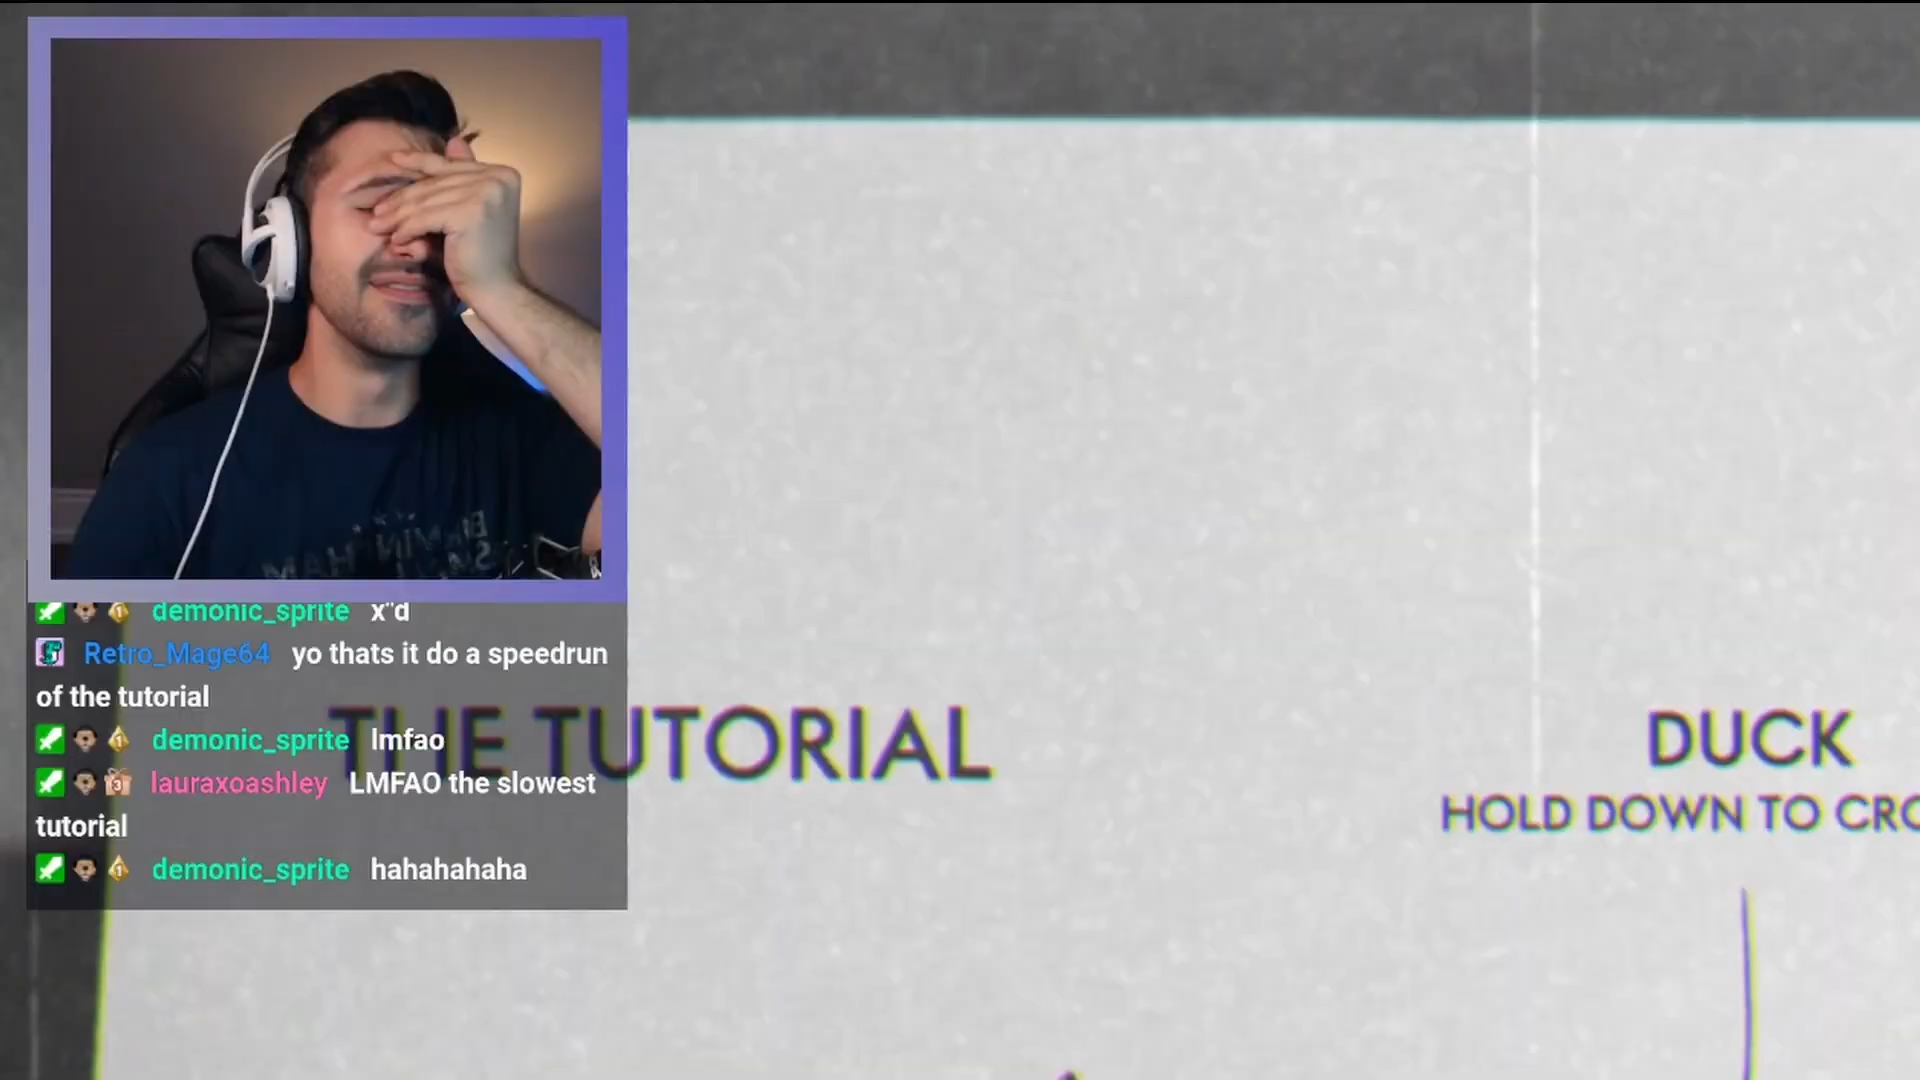 demonic_sprite x"d
Retro_Mage64 yo thats it do a speedrun
of the tutorial
demonic_sprite lmfao
lauraxoashley LMFAO the slowest
tutorial
demonic_sprite hahahahaha
THE TUTORIAL
DUCK
HOLD DOWN TO